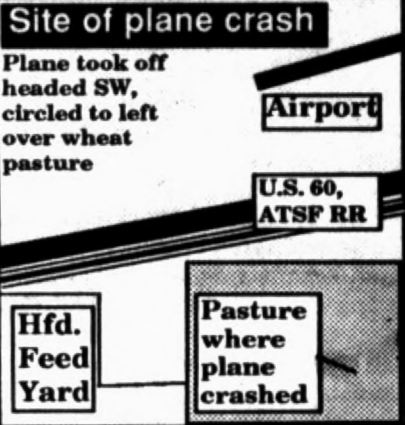 Site of plane crash
Plane took off
headed SW,
circled to left
over wheat
pasture
Airport
U.S. 60,
ATSF RR
Hfd.
Feed
Yard
Pasture
where
plane
crashed